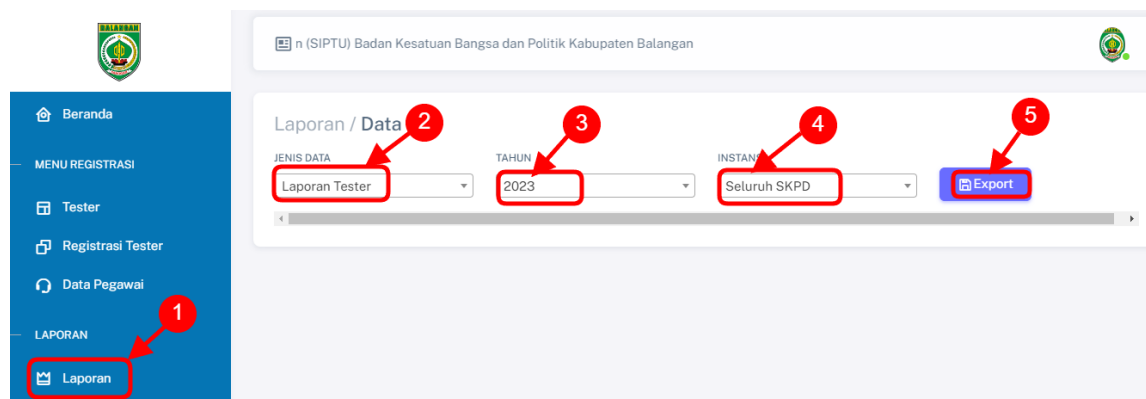 BALANGAN
n (SIPTU) Badan Kesatuan Bangsa dan Politik Kabupaten Balangan
Beranda
MENU REGISTRASI
Tester
Registrasi Tester
Data Pegawai
LAPORAN
Laporan
1
Laporan / Data
2
3
4
5
JENIS DATA
TAHUN
INSTANS
Laporan Tester
2023
Seluruh SKPD
Export